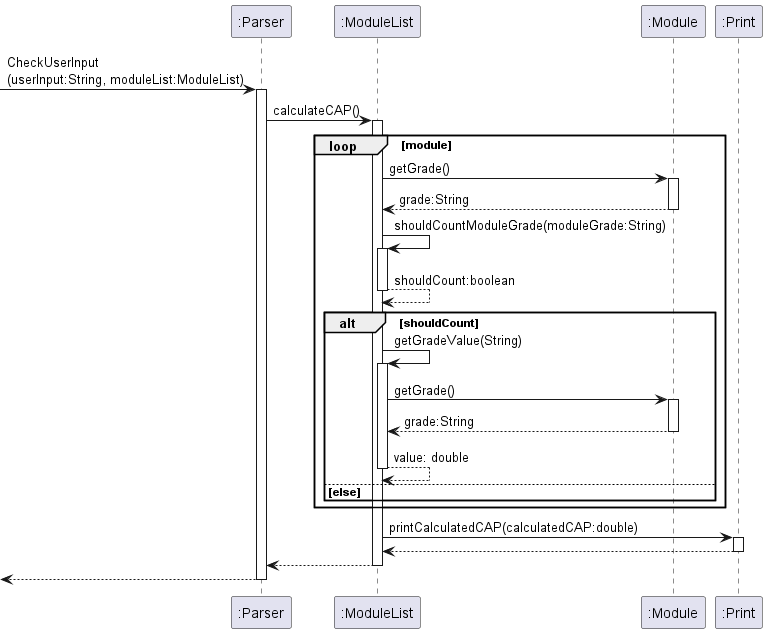 :Parser :ModuleList :Module :Print
CheckUserInput
(userInput:String, moduleList:ModuleList)
calculateCAP()
loop [module]
getGrade()
grade:String
shouldCountModuleGrade(moduleGrade:String)
shouldCount:boolean
alt [shouldCount]
getGradeValue(String)
getGrade()
grade:String
value: double
[else]
printCalculatedCAP(calculatedCAP:double)
:Parser :ModuleList :Module :Print